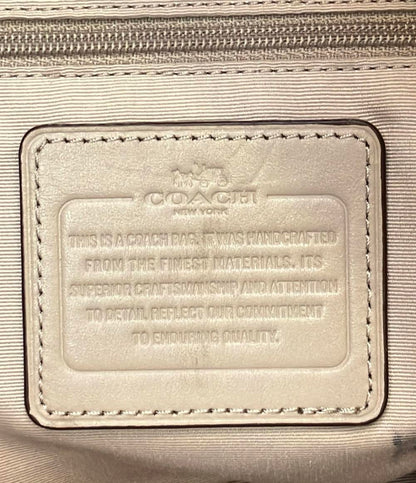 COACH
NEW YORK
THIS IS A COACH BAG. IT WAS HANDCRAFTED
FROM THE FINEST MATERIALS. ITS
SUPERIOR CRAFTSMANSHIP AND ATTENTION
TO DETAIL REFLECT OUR COMMITMENT
TO ENDURING QUALITY.